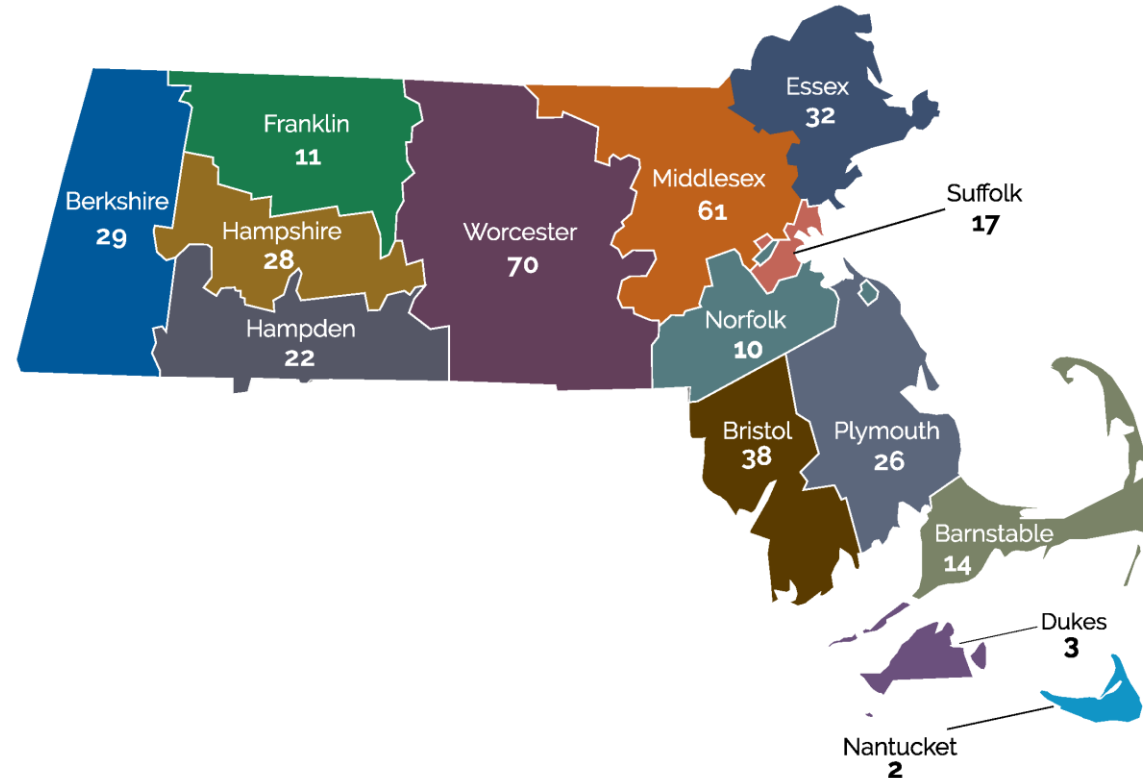 Essex
32
Franklin
11
Middlesex
61
Suffolk
17
Berkshire
29
Hampshire
28
Worcester
70
Hampden
22
Norfolk
10
Bristol
38
Plymouth
26
Barnstable
14
Dukes
3
Nantucket
2